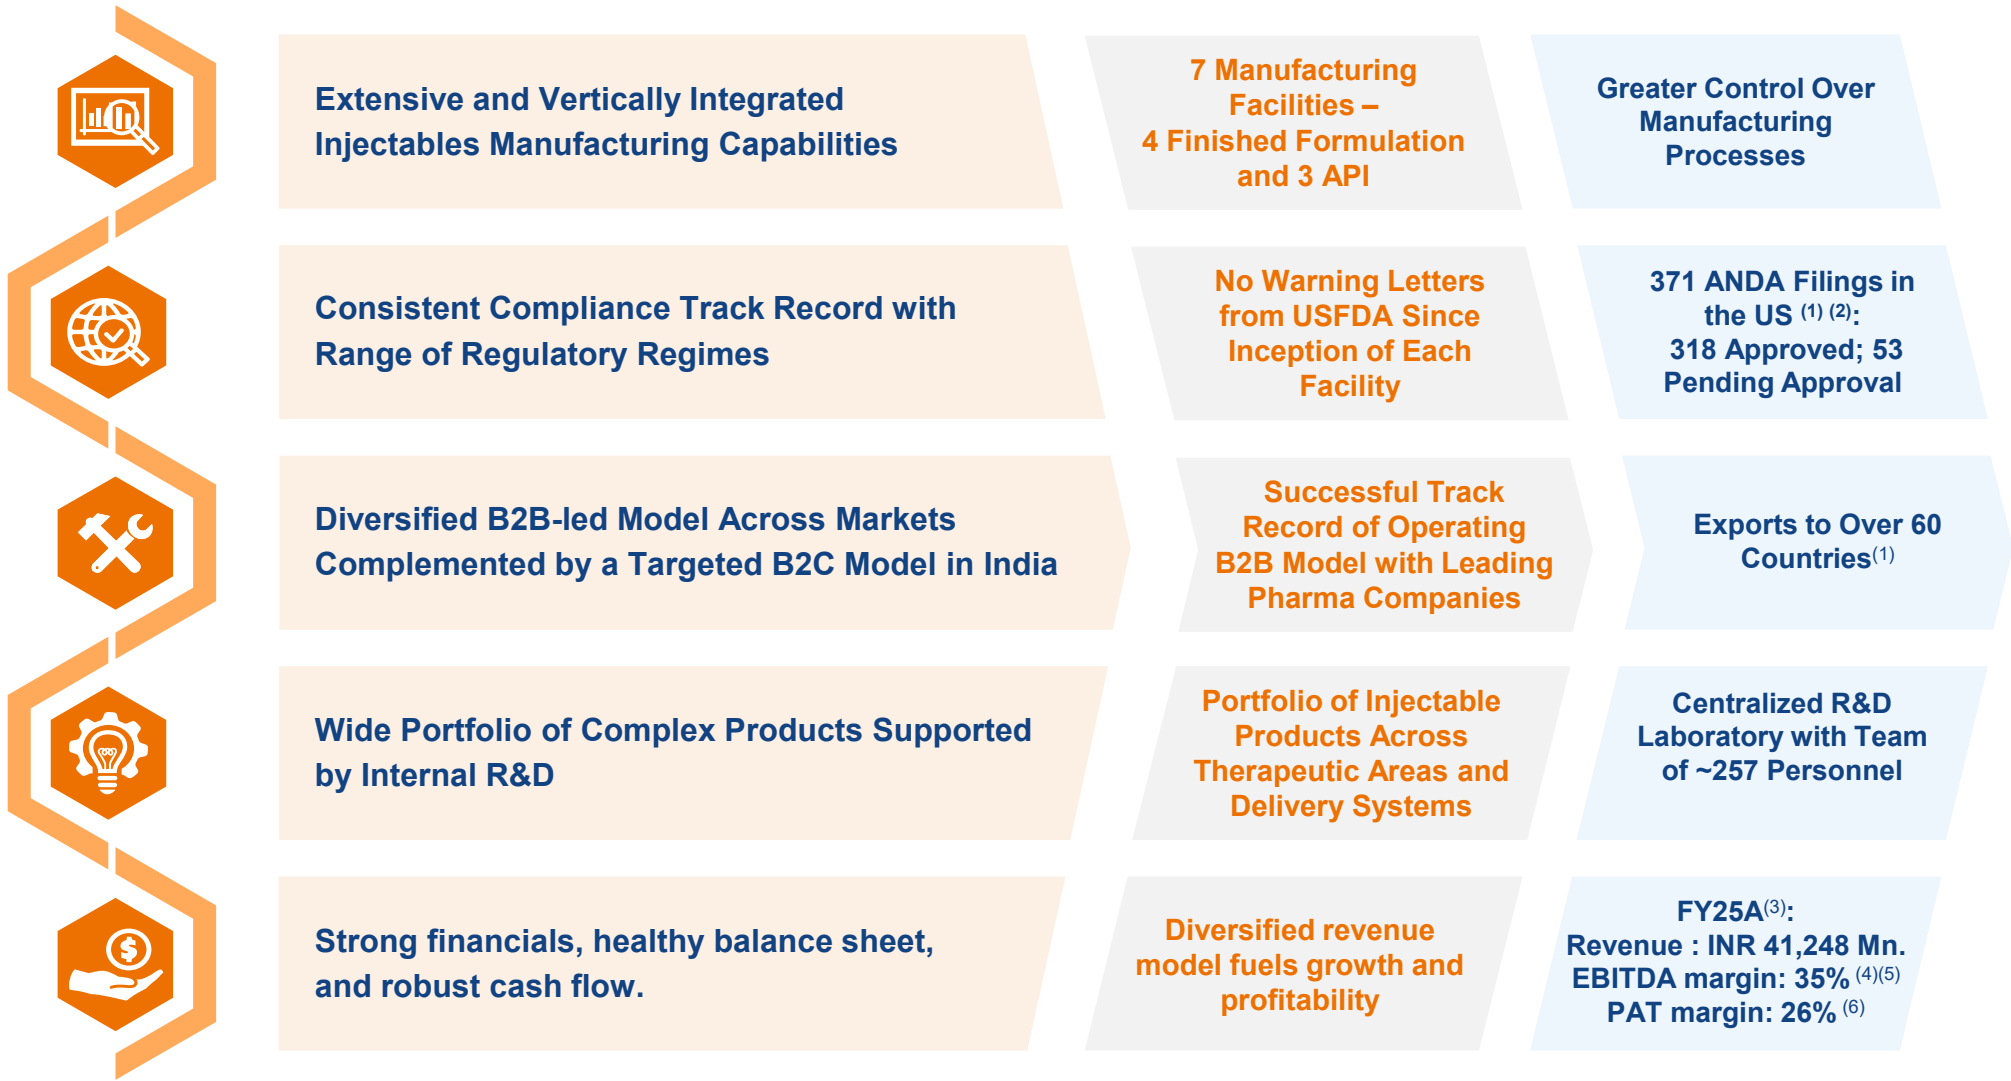 Extensive and Vertically Integrated
Injectables Manufacturing Capabilities
7 Manufacturing
Facilities –
4 Finished Formulation
and 3 API
Greater Control Over
Manufacturing
Processes
Consistent Compliance Track Record with
Range of Regulatory Regimes
No Warning Letters
from USFDA Since
Inception of Each
Facility
371 ANDA Filings in
the US (1) (2):
318 Approved; 53
Pending Approval
Diversified B2B-led Model Across Markets
Complemented by a Targeted B2C Model in India
Successful Track
Record of Operating
B2B Model with Leading
Pharma Companies
Exports to Over 60
Countries(1)
Wide Portfolio of Complex Products Supported
by Internal R&D
Portfolio of Injectable
Products Across
Therapeutic Areas and
Delivery Systems
Centralized R&D
Laboratory with Team
of ~257 Personnel
Strong financials, healthy balance sheet,
and robust cash flow.
Diversified revenue
model fuels growth and
profitability
FY25A(3):
Revenue : INR 41,248 Mn.
EBITDA margin: 35% (4)(5)
PAT margin: 26% (6)